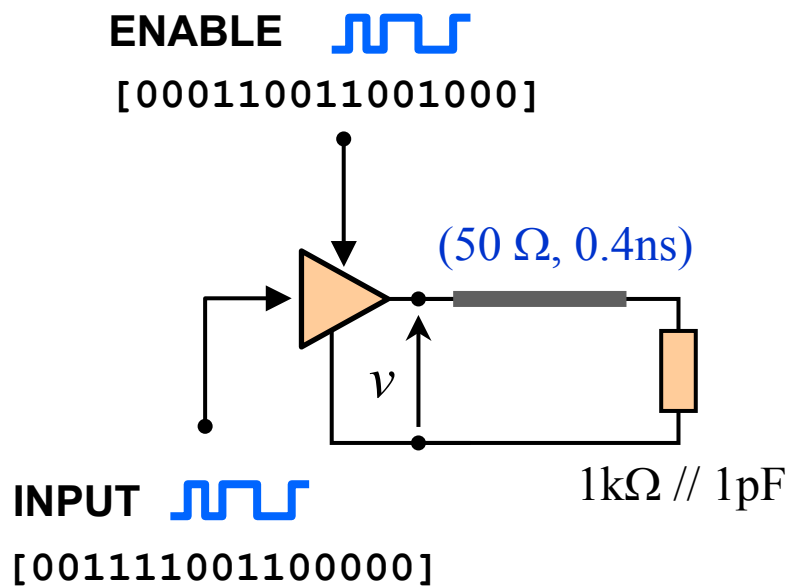 ENABLE
[000110011001000]
(50 Ω, 0.4ns)
v
1kΩ // 1pF
INPUT
[001111001100000]